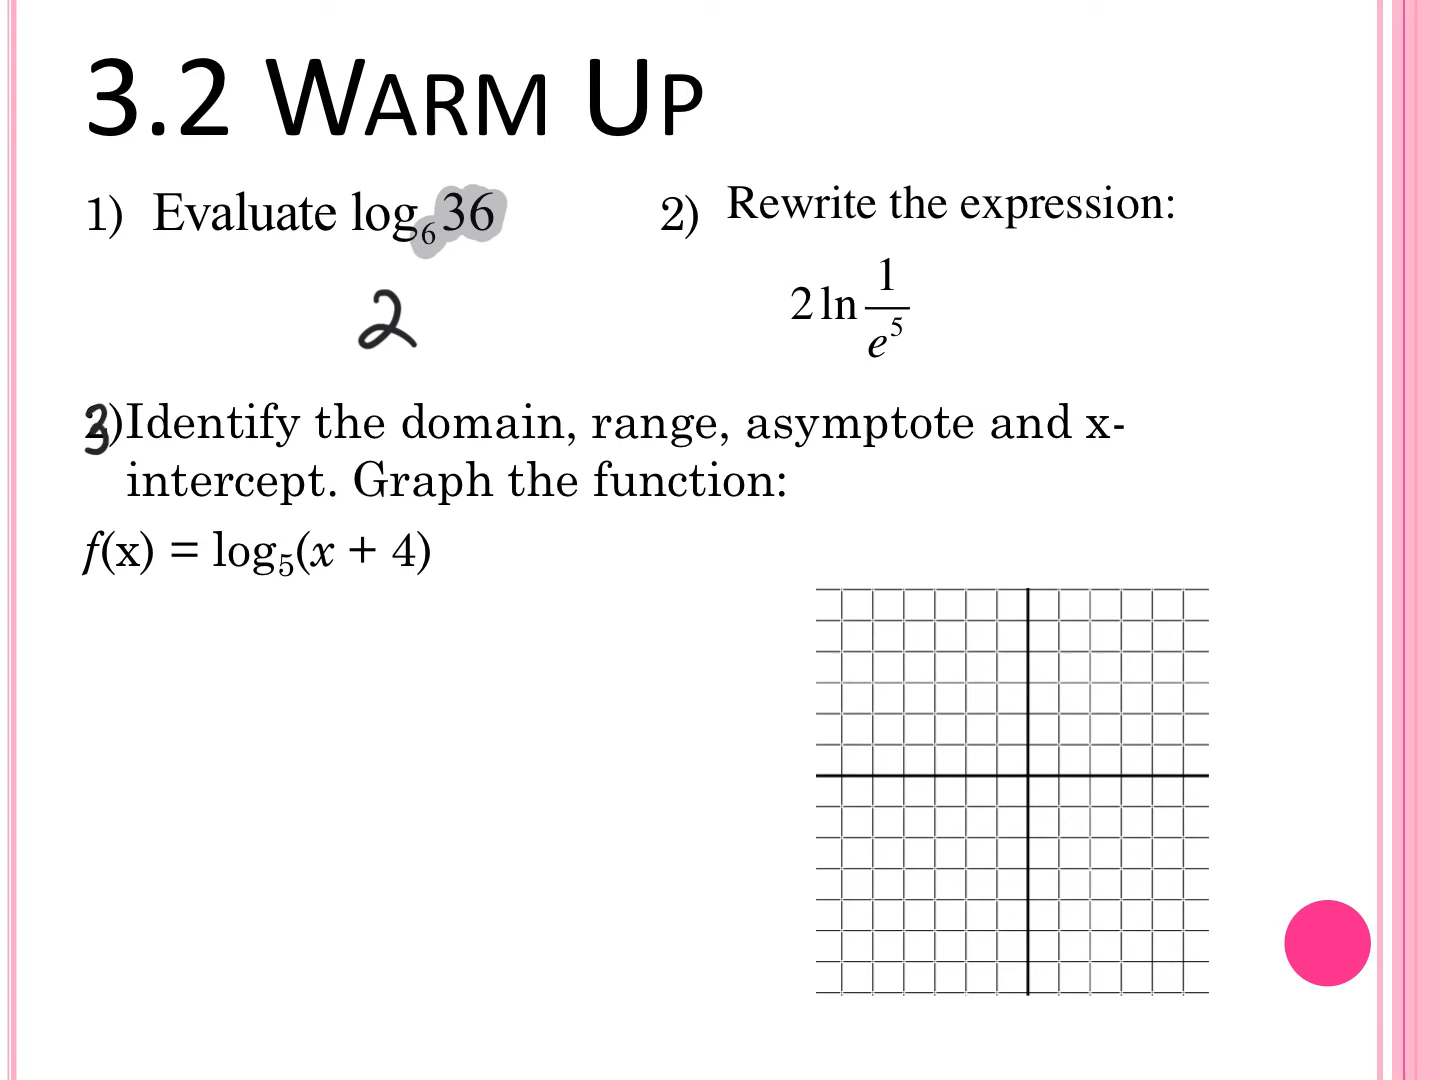 3.2 WARM UP
1) Evaluate log₆36
2) Rewrite the expression:
2 ln 1/e⁵
2
3)Identify the domain, range, asymptote and x-
intercept. Graph the function:
f(x) = log₅(x + 4)